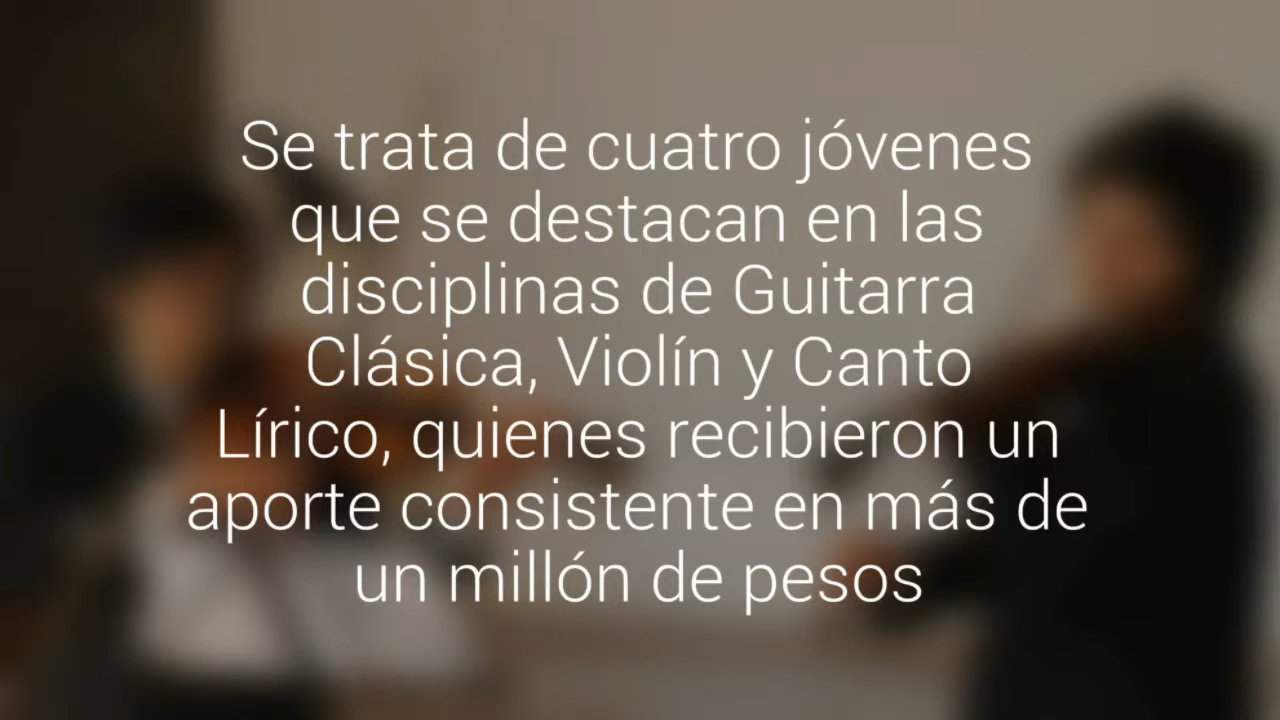 Se trata de cuatro jóvenes
que se destacan en las
disciplinas de Guitarra
Clásica, Violín y Canto
Lírico, quienes recibieron un
aporte consistente en más de
un millón de pesos